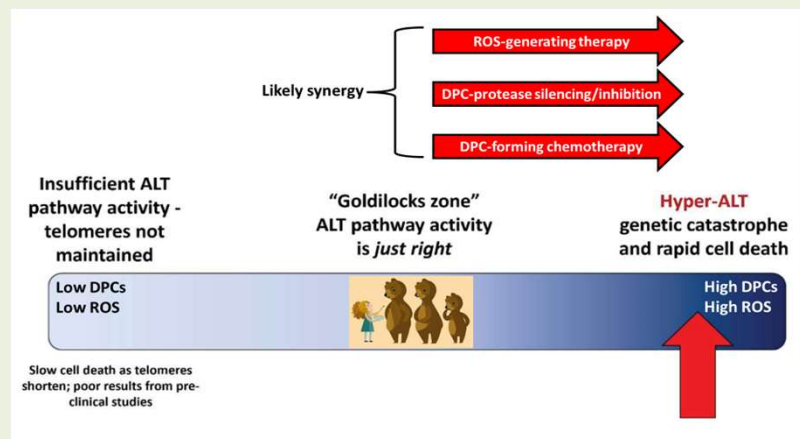 ROS-generating therapy
Likely synergy
DPC-protease silencing/inhibition
DPC-forming chemotherapy
Insufficient ALT
pathway activity -
telomeres not
maintained
“Goldilocks zone”
ALT pathway activity
is just right
Hyper-ALT
genetic catastrophe
and rapid cell death
Low DPCs
Low ROS
High DPCs
High ROS
Slow cell death as telomeres
shorten; poor results from pre-
clinical studies